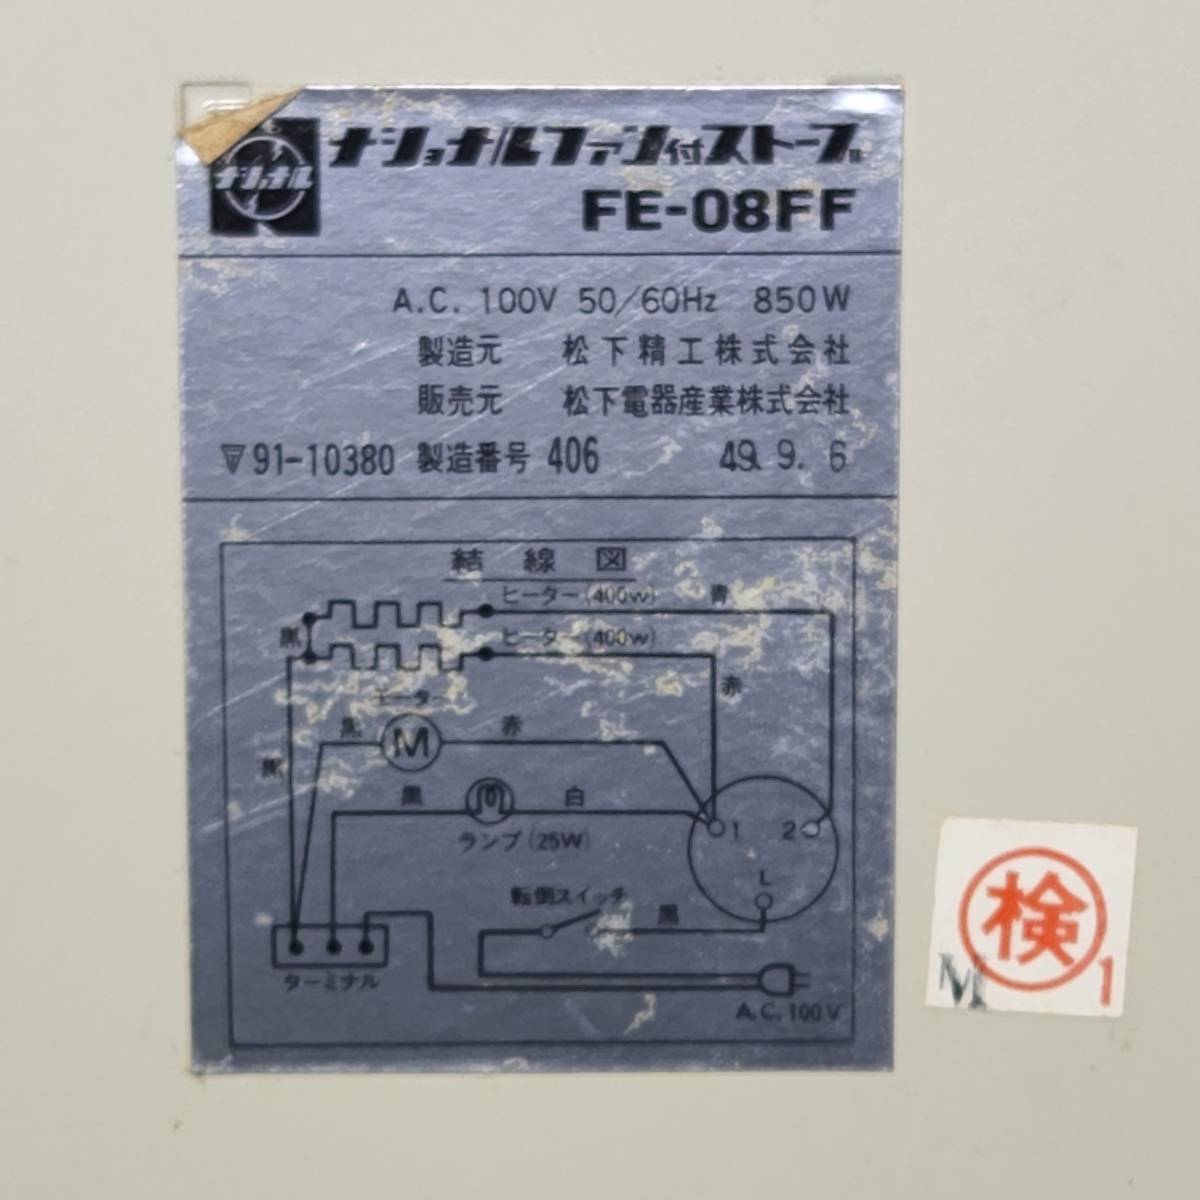 ナショナル
ナショナルファン付ストーブ
FE-08FF
A.C. 100V 50/60Hz 850W
製造元 松下精工株式会社
販売元 松下電器産業株式会社
91-10380 製造番号 406 49. 9. 6
結線図
ヒーター(400w) 青
黒 ヒーター(400w)
赤
モーター
黒 M 赤
黒
黒 白
ランプ(25W)
1 2
L
転倒スイッチ 黒
ターミナル
A.C. 100V
検
M 1